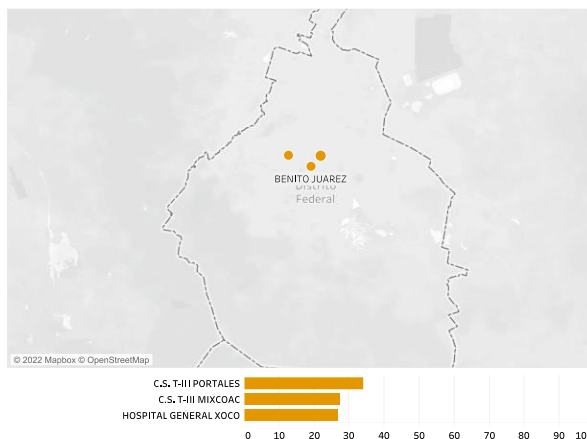 BENITO JUAREZ
Distrito
Federal
© 2022 Mapbox © OpenStreetMap
C.S. T-III PORTALES
C.S. T-III MIXCOAC
HOSPITAL GENERAL XOCO
0 10 20 30 40 50 60 70 80 90